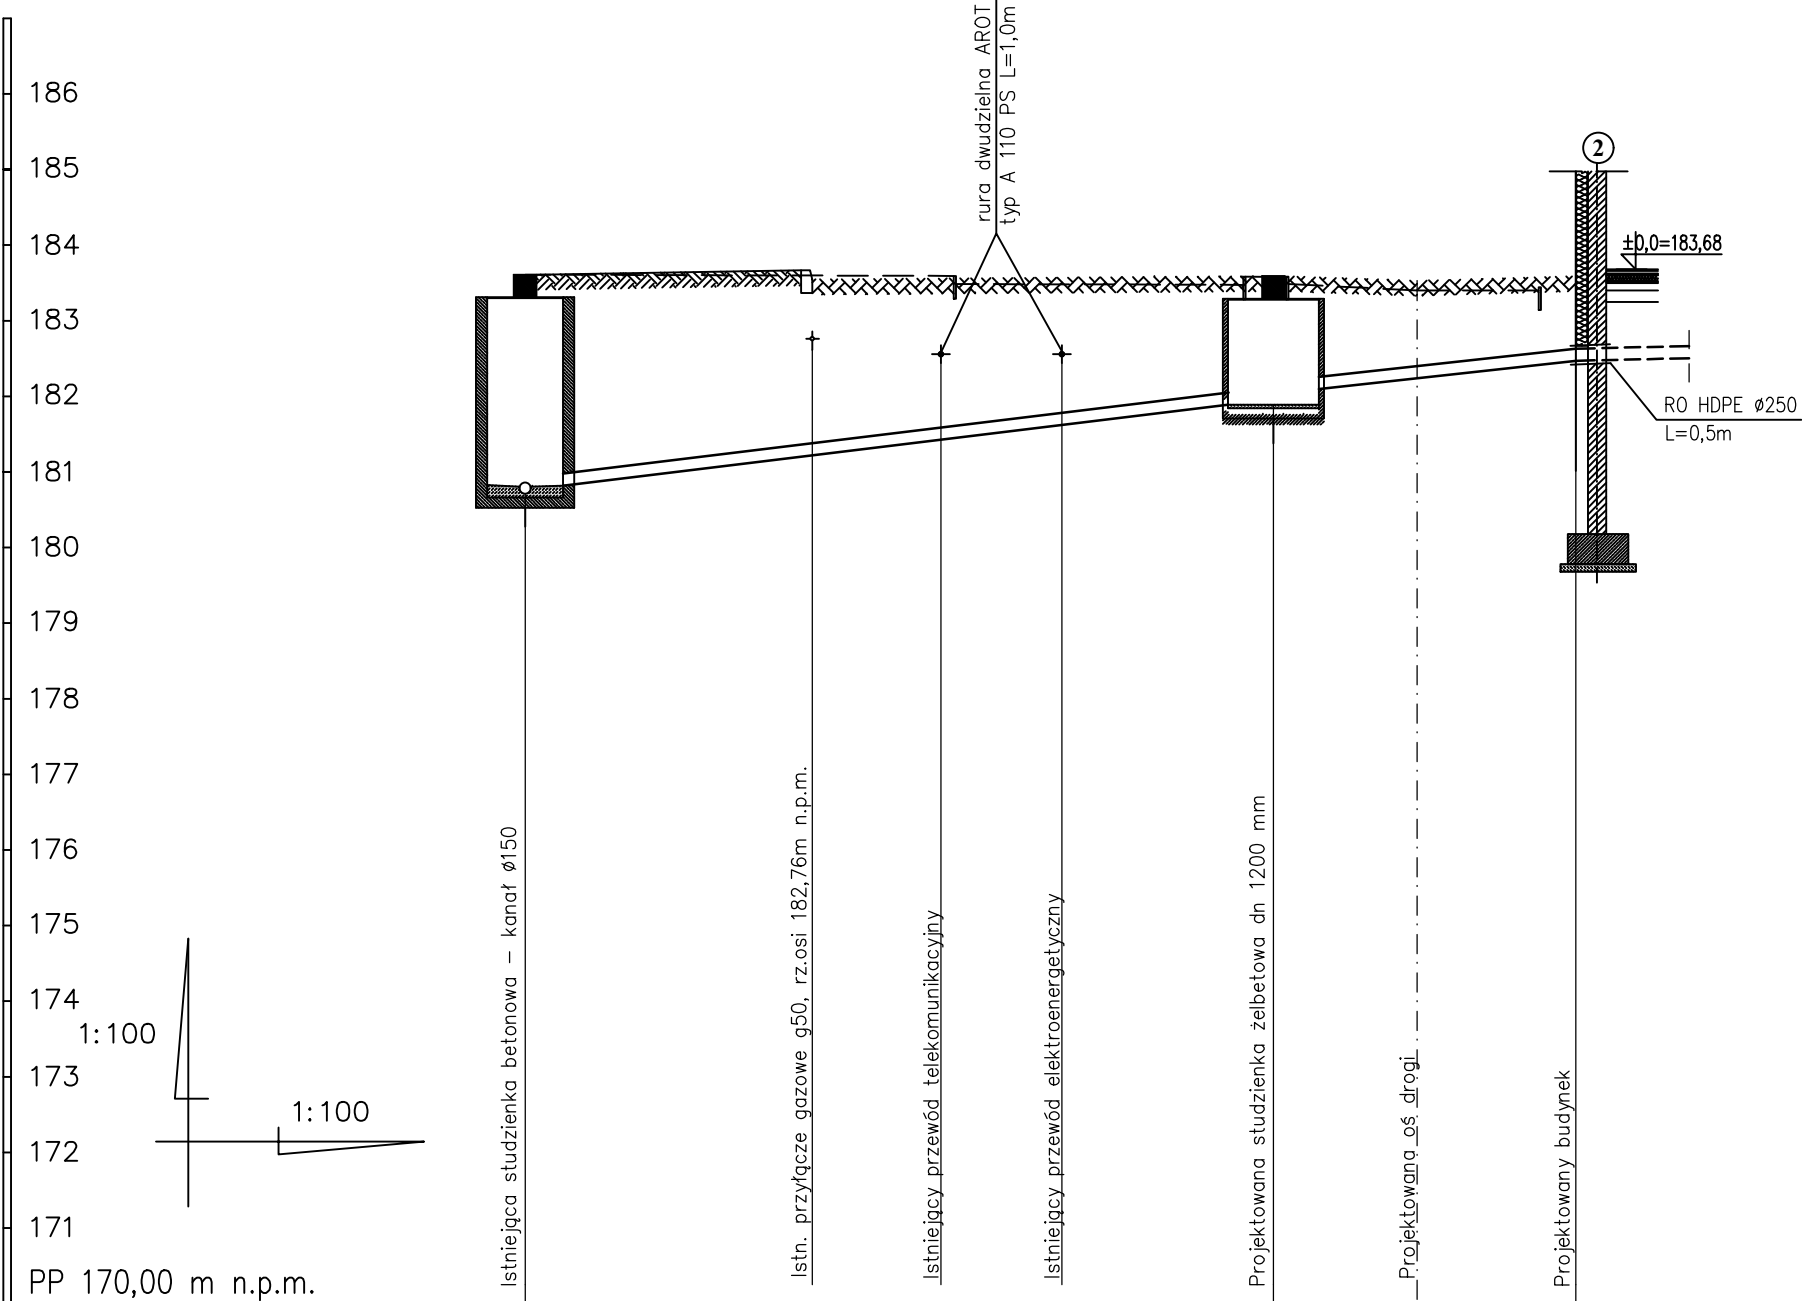 186
185
184
183
182
181
180
179
178
177
176
175
174
173
172
171
PP 170,00 m n.p.m.
1:100
1:100
rura dwudzielna AROT
typ A 110 PS L=1,0m
2
±0,0=183,68
RO HDPE ø250
L=0,5m
Istniejąca studzienka betonowa – kanał ø150
Istn. przyłącze gazowe g50, rz.osi 182,76m n.p.m.
Istniejący przewód telekomunikacyjny
Istniejący przewód elektroenergetyczny
Projektowana studzienka żelbetowa dn 1200 mm
Projektowana oś drogi
Projektowany budynek